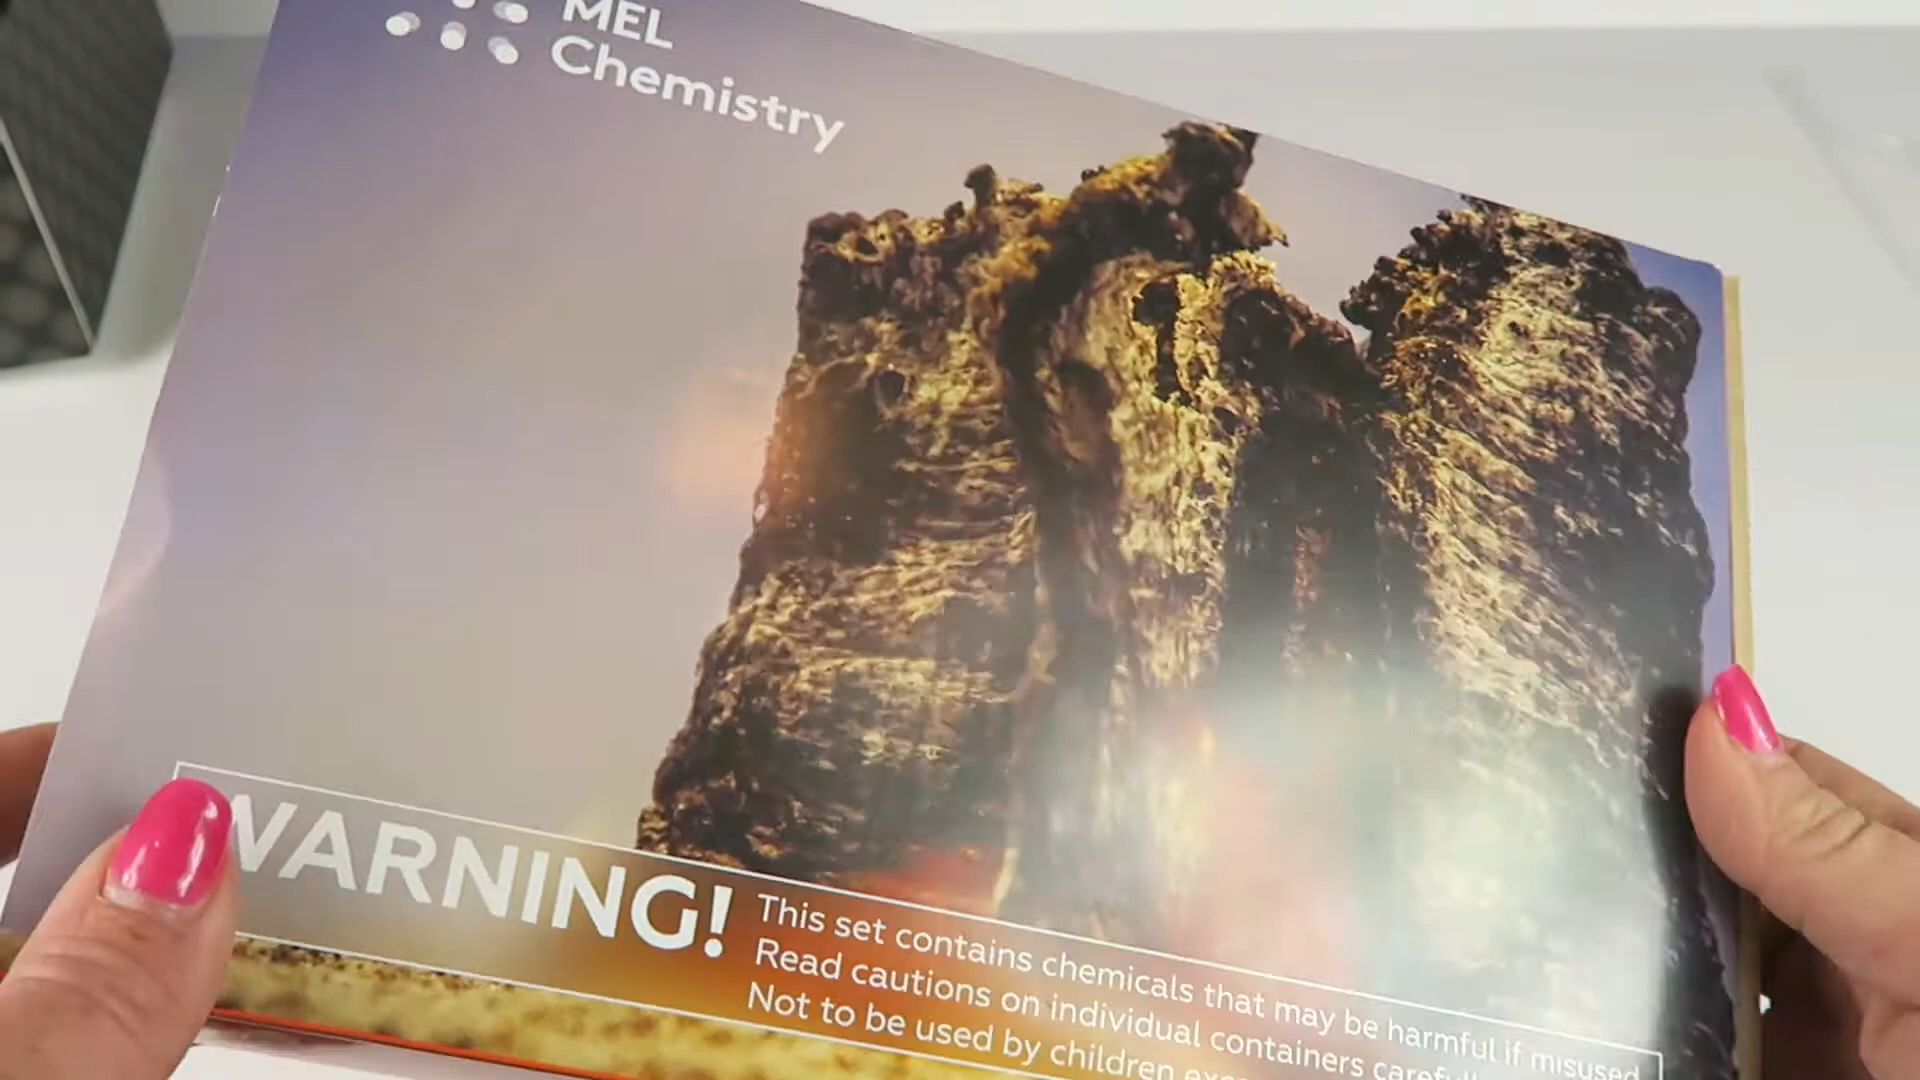 MEL
Chemistry
WARNING!
This set contains chemicals that may be harmful if misused
Read cautions on individual containers
Not to be used by children